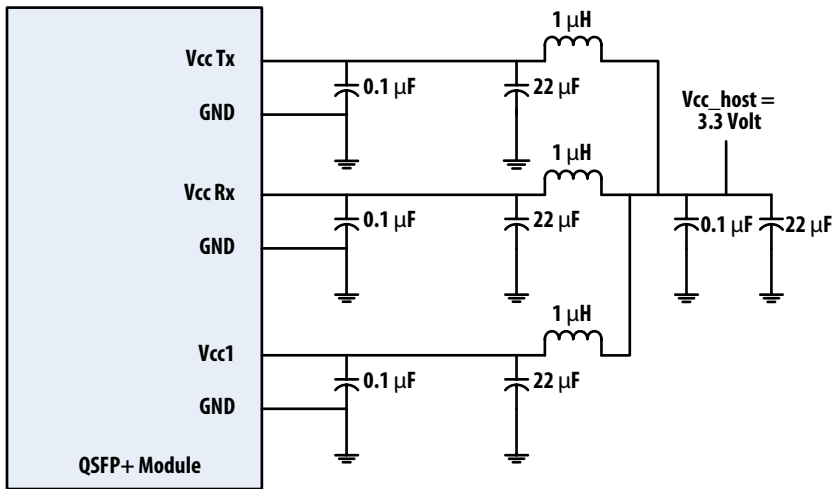 1 µH
Vcc Tx
0.1 µF
22 µF
GND
Vcc_host =
3.3 Volt
1 µH
Vcc Rx
0.1 µF
22 µF
0.1 µF
22 µF
GND
1 µH
Vcc1
0.1 µF
22 µF
GND
QSFP+ Module